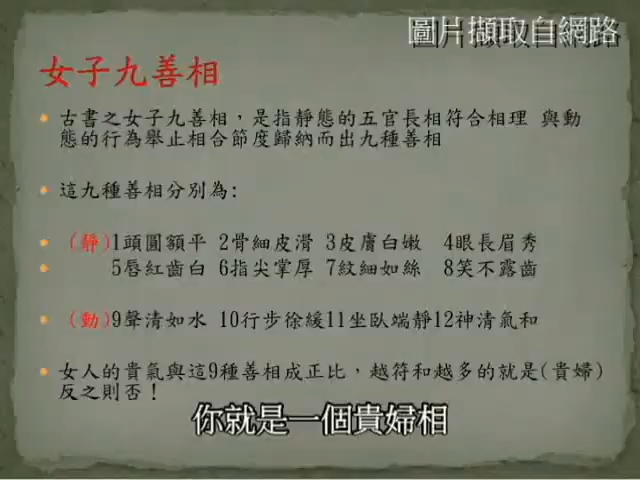 圖片擷取自網路
女子九善相
• 古書之女子九善相，是指靜態的五官長相符合相理 與動
態的行為舉止相合節度歸納而出九種善相
• 這九種善相分別為:
• (靜)1頭圓額平 2骨細皮滑 3皮膚白嫩 4眼長眉秀
• 5唇紅齒白 6指尖掌厚 7紋細如絲 8笑不露齒
• (動)9聲清如水 10行步徐緩11坐臥端靜12神清氣和
• 女人的貴氣與這9種善相成正比，越符和越多的就是(貴婦)
反之則否！
你就是一個貴婦相